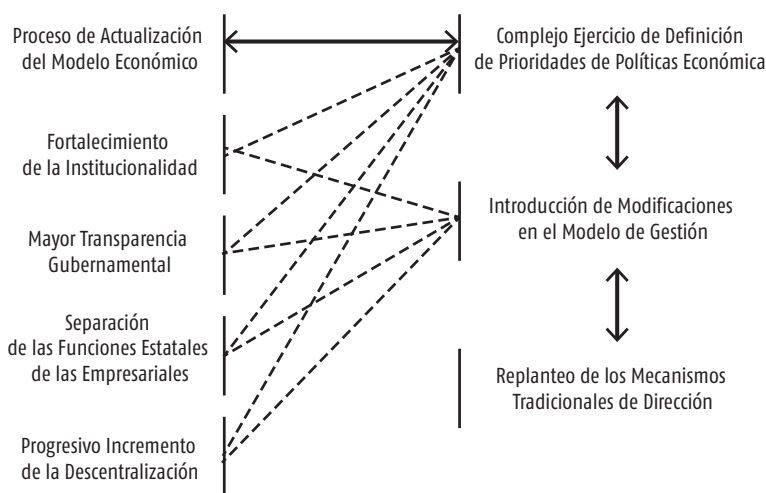 Proceso de Actualización
del Modelo Económico
Fortalecimiento
de la Institucionalidad
Mayor Transparencia
Gubernamental
Separación
de las Funciones Estatales
de las Empresariales
Progresivo Incremento
de la Descentralización
Complejo Ejercicio de Definición
de Prioridades de Políticas Económica
Introducción de Modificaciones
en el Modelo de Gestión
Replanteo de los Mecanismos
Tradicionales de Dirección